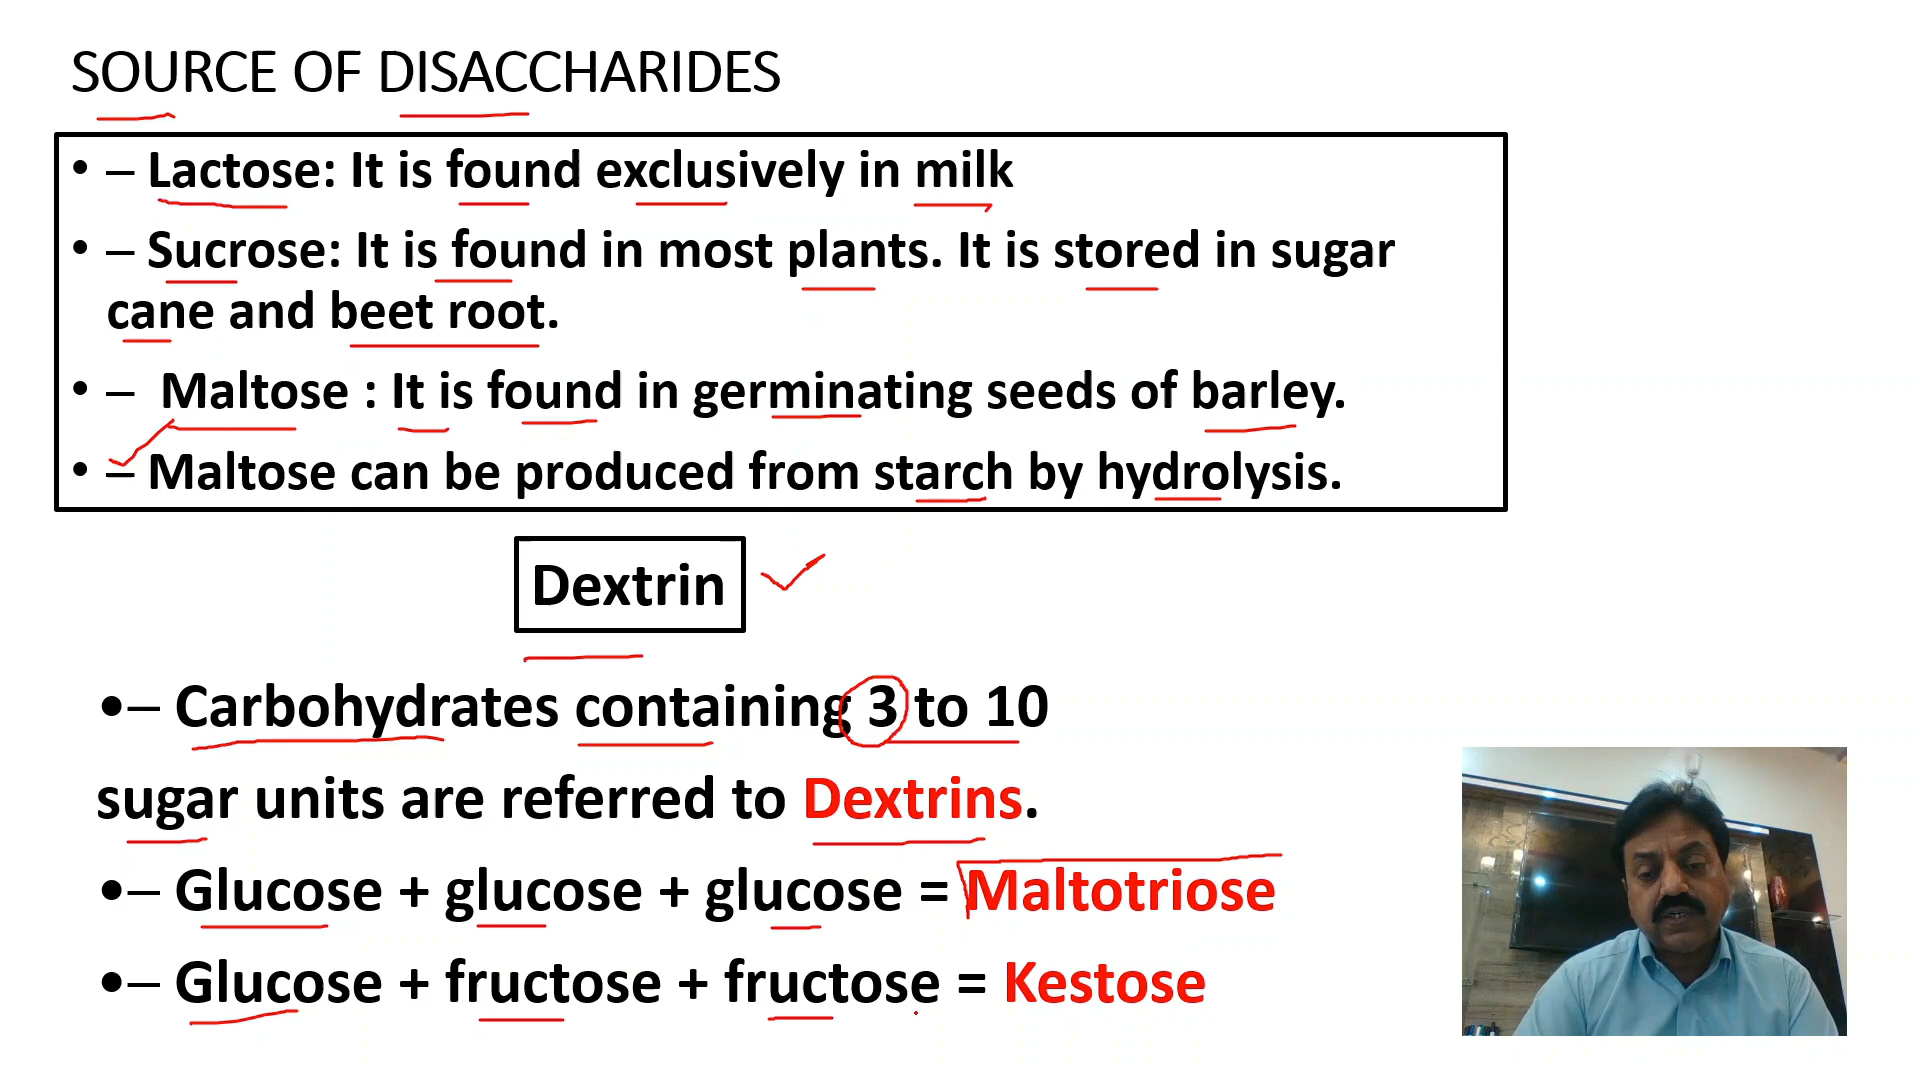 SOURCE OF DISACCHARIDES
• – Lactose: It is found exclusively in milk
• – Sucrose: It is found in most plants. It is stored in sugar
cane and beet root.
• – Maltose : It is found in germinating seeds of barley.
• – Maltose can be produced from starch by hydrolysis.
Dextrin
•– Carbohydrates containing 3 to 10
sugar units are referred to Dextrins.
•– Glucose + glucose + glucose = Maltotriose
•– Glucose + fructose + fructose = Kestose